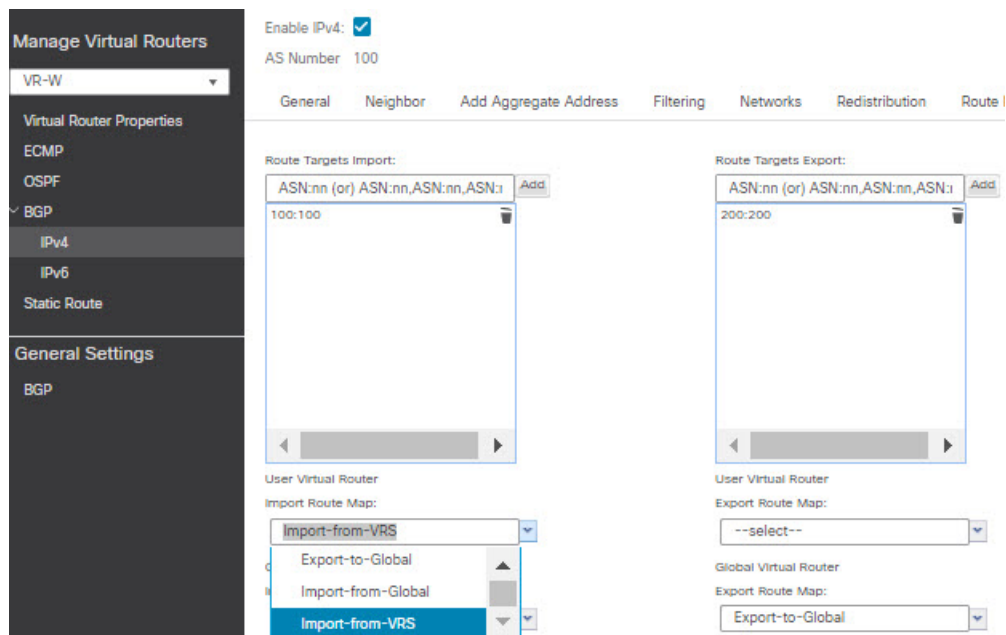 Manage Virtual Routers
VR-W
Virtual Router Properties
ECMP
OSPF
BGP
IPv4
IPv6
Static Route
General Settings
BGP
Enable IPv4:
AS Number 100
General Neighbor Add Aggregate Address Filtering Networks Redistribution Route
Route Targets Import:
ASN:nn (or) ASN:nn,ASN:nn,ASN:
Add
100:100
User Virtual Router
Import Route Map:
Import-from-VRS
Export-to-Global
Import-from-Global
Import-from-VRS
Route Targets Export:
ASN:nn (or) ASN:nn,ASN:nn,ASN:
Add
200:200
User Virtual Router
Export Route Map:
--select--
Global Virtual Router
Export Route Map:
Export-to-Global